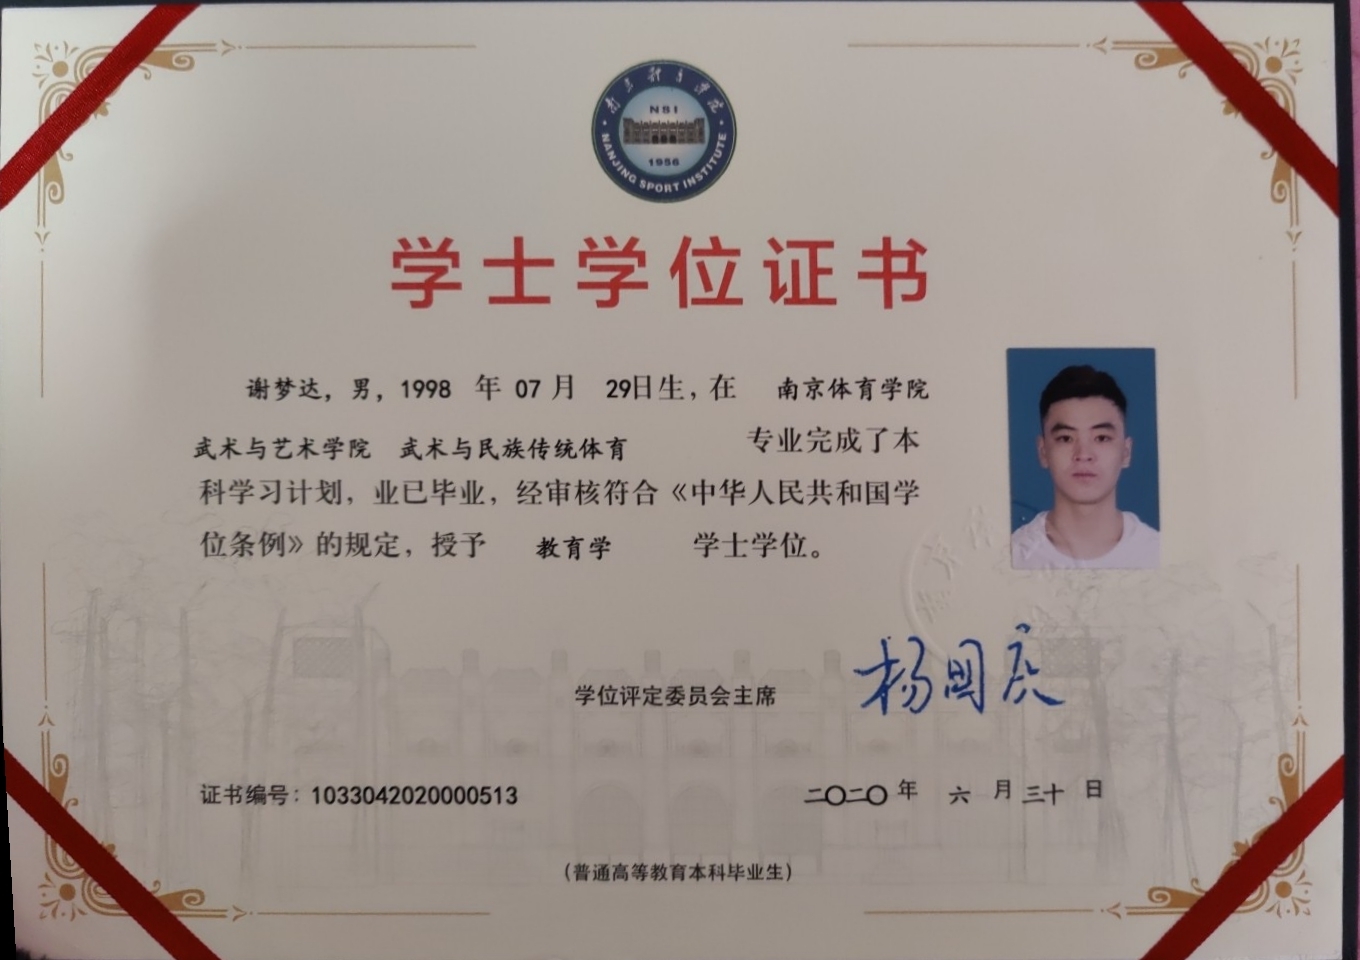 南京体育学院
NSI
1956
NANJING SPORT INSTITUTE
学士学位证书
谢梦达，男，1998 年 07 月 29日生，在 南京体育学院
武术与艺术学院 武术与民族传统体育 专业完成了本
科学习计划，业已毕业，经审核符合《中华人民共和国学
位条例》的规定，授予 教育学 学士学位。
学位评定委员会主席 杨国庆
证书编号：1033042020000513 二〇二〇 年 六 月 三十 日
（普通高等教育本科毕业生）